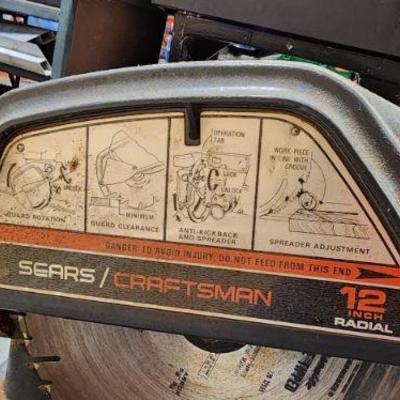 OPERATION
TAB
WORK PIECE
IN LINE WITH
GROOVE
UNLOCK
MINIMUM
LOCK
UNLOCK
GUARD ROTATION
GUARD CLEARANCE
ANTI-KICKBACK
AND SPREADER
SPREADER ADJUSTMENT
DANGER: TO AVOID INJURY, DO NOT FEED FROM THIS END
SEARS / CRAFTSMAN
12
INCH
RADIAL